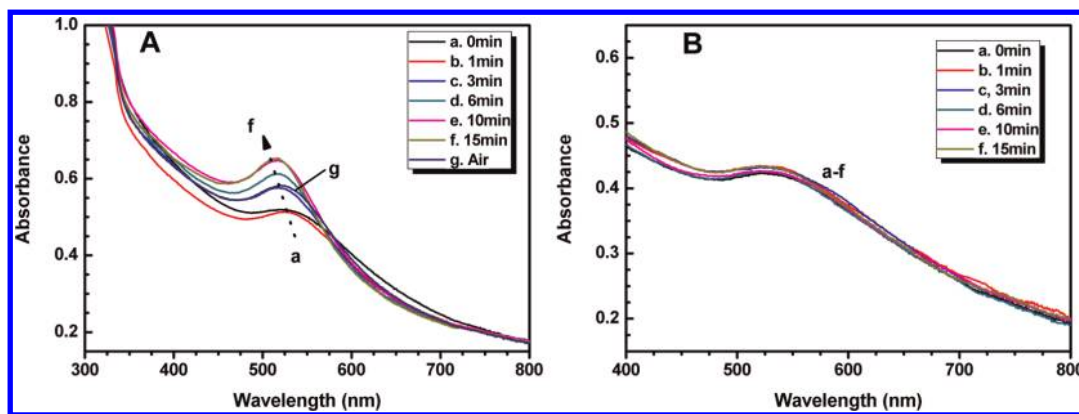 A
a. 0min
b. 1min
c. 3min
d. 6min
e. 10min
f. 15min
g. Air
f
g
a
1.0
0.8
0.6
0.4
0.2
300 400 500 600 700 800
Absorbance
Wavelength (nm)
B
a. 0min
b. 1min
c, 3min
d. 6min
e. 10min
f. 15min
a-f
0.6
0.5
0.4
0.3
0.2
400 500 600 700 800
Absorbance
Wavelength (nm)